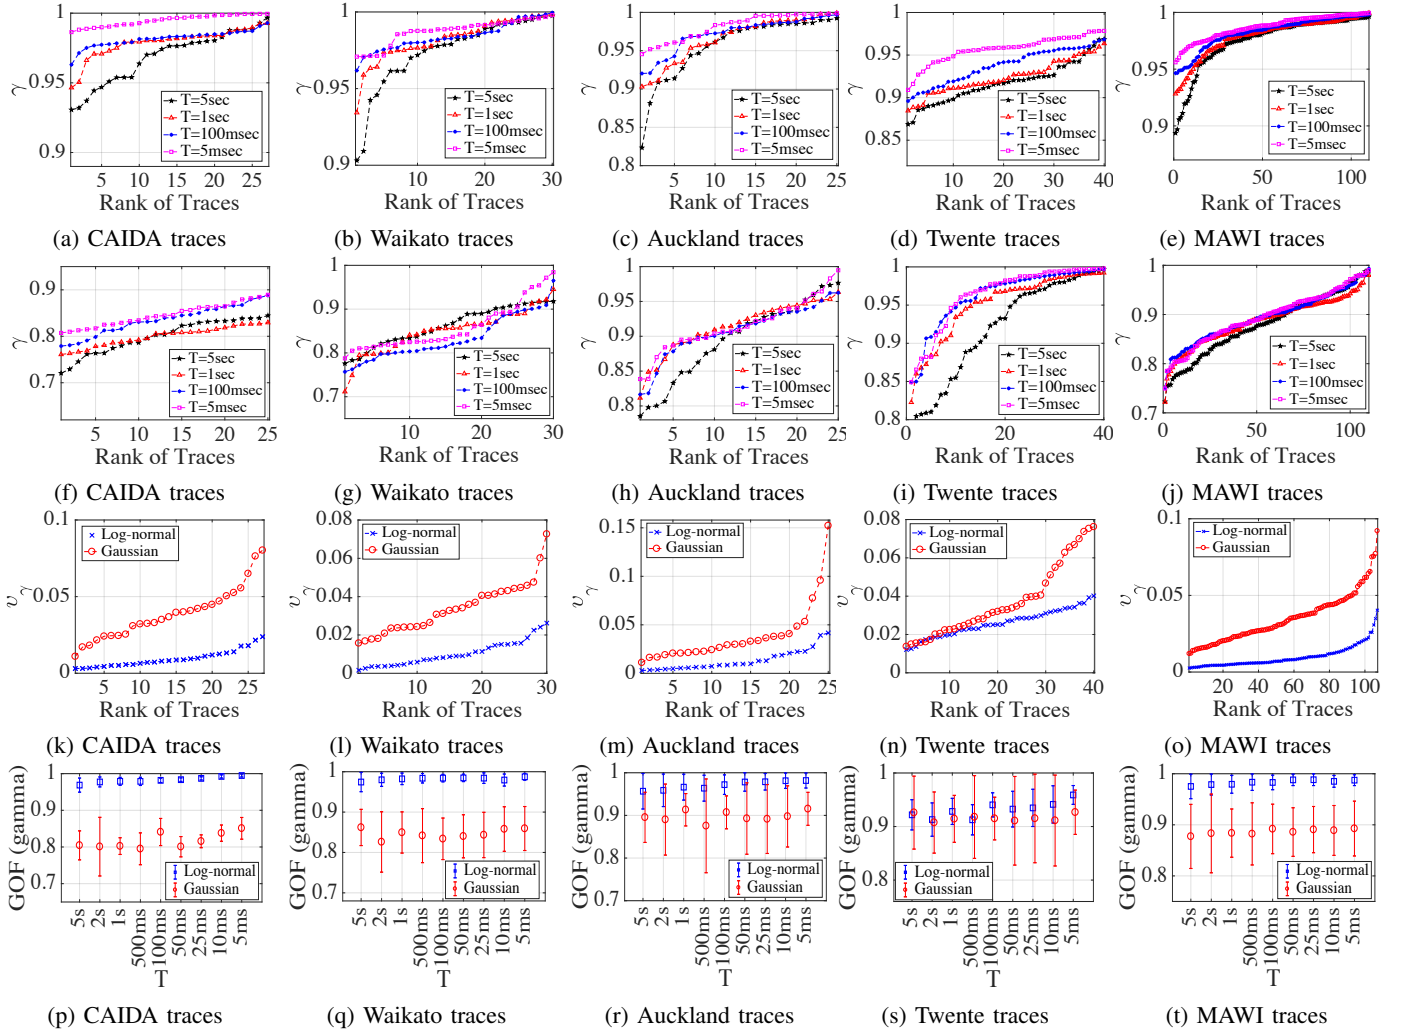 1
0.95
0.9
γ
5 10 15 20 25
Rank of Traces
T=5sec
T=1sec
T=100msec
T=5msec
(a) CAIDA traces
1
0.95
0.9
γ
10 20 30
Rank of Traces
T=5sec
T=1sec
T=100msec
T=5msec
(b) Waikato traces
1
0.95
0.9
0.85
0.8
γ
5 10 15 20 25
Rank of Traces
T=5sec
T=1sec
T=100msec
T=5msec
(c) Auckland traces
1
0.95
0.9
0.85
γ
10 20 30 40
Rank of Traces
T=5sec
T=1sec
T=100msec
T=5msec
(d) Twente traces
1
0.95
0.9
γ
0 50 100
Rank of Traces
T=5sec
T=1sec
T=100msec
T=5msec
(e) MAWI traces
0.9
0.8
0.7
γ
5 10 15 20 25
Rank of Traces
T=5sec
T=1sec
T=100msec
T=5msec
(f) CAIDA traces
1
0.9
0.8
0.7
γ
10 20 30
Rank of Traces
T=5sec
T=1sec
T=100msec
T=5msec
(g) Waikato traces
1
0.95
0.9
0.85
0.8
γ
5 10 15 20 25
Rank of Traces
T=5sec
T=1sec
T=100msec
T=5msec
(h) Auckland traces
1
0.95
0.9
0.85
0.8
γ
0 20 40
Rank of Traces
T=5sec
T=1sec
T=100msec
T=5msec
(i) Twente traces
1
0.9
0.8
0.7
γ
0 50 100
Rank of Traces
T=5sec
T=1sec
T=100msec
T=5msec
(j) MAWI traces
0.1
0.05
0
υγ
5 10 15 20 25
Rank of Traces
Log-normal
Gaussian
(k) CAIDA traces
0.08
0.06
0.04
0.02
0
υγ
10 20 30
Rank of Traces
Log-normal
Gaussian
(l) Waikato traces
0.15
0.1
0.05
0
υγ
5 10 15 20 25
Rank of Traces
Log-normal
Gaussian
(m) Auckland traces
0.08
0.06
0.04
0.02
0
υγ
10 20 30 40
Rank of Traces
Log-normal
Gaussian
(n) Twente traces
0.1
0.05
0
υγ
20 40 60 80 100
Rank of Traces
Log-normal
Gaussian
(o) MAWI traces
1
0.9
0.8
0.7
GOF (gamma)
Log-normal
Gaussian
5s 2s 1s 500ms 100ms 50ms 25ms 10ms 5ms
T
(p) CAIDA traces
1
0.9
0.8
0.7
GOF (gamma)
Log-normal
Gaussian
5s 2s 1s 500ms 100ms 50ms 25ms 10ms 5ms
T
(q) Waikato traces
1
0.9
0.8
0.7
GOF (gamma)
Log-normal
Gaussian
5s 2s 1s 500ms 100ms 50ms 25ms 10ms 5ms
T
(r) Auckland traces
1
0.9
0.8
GOF (gamma)
Log-normal
Gaussian
5s 2s 1s 500ms 100ms 50ms 25ms 10ms 5ms
T
(s) Twente traces
1
0.9
0.8
GOF (gamma)
Log-normal
Gaussian
5s 2s 1s 500ms 100ms 50ms 25ms 10ms 5ms
T
(t) MAWI traces